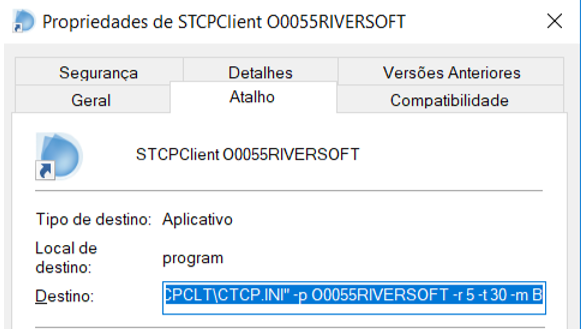 Propriedades de STCPClient O0055RIVERSOFT
Segurança Detalhes Versões Anteriores
Geral Atalho Compatibilidade
STCPClient O0055RIVERSOFT
Tipo de destino: Aplicativo
Local de
destino: program
Destino: CPCLT\CTCP.INI" -p O0055RIVERSOFT -r 5 -t 30 -m B